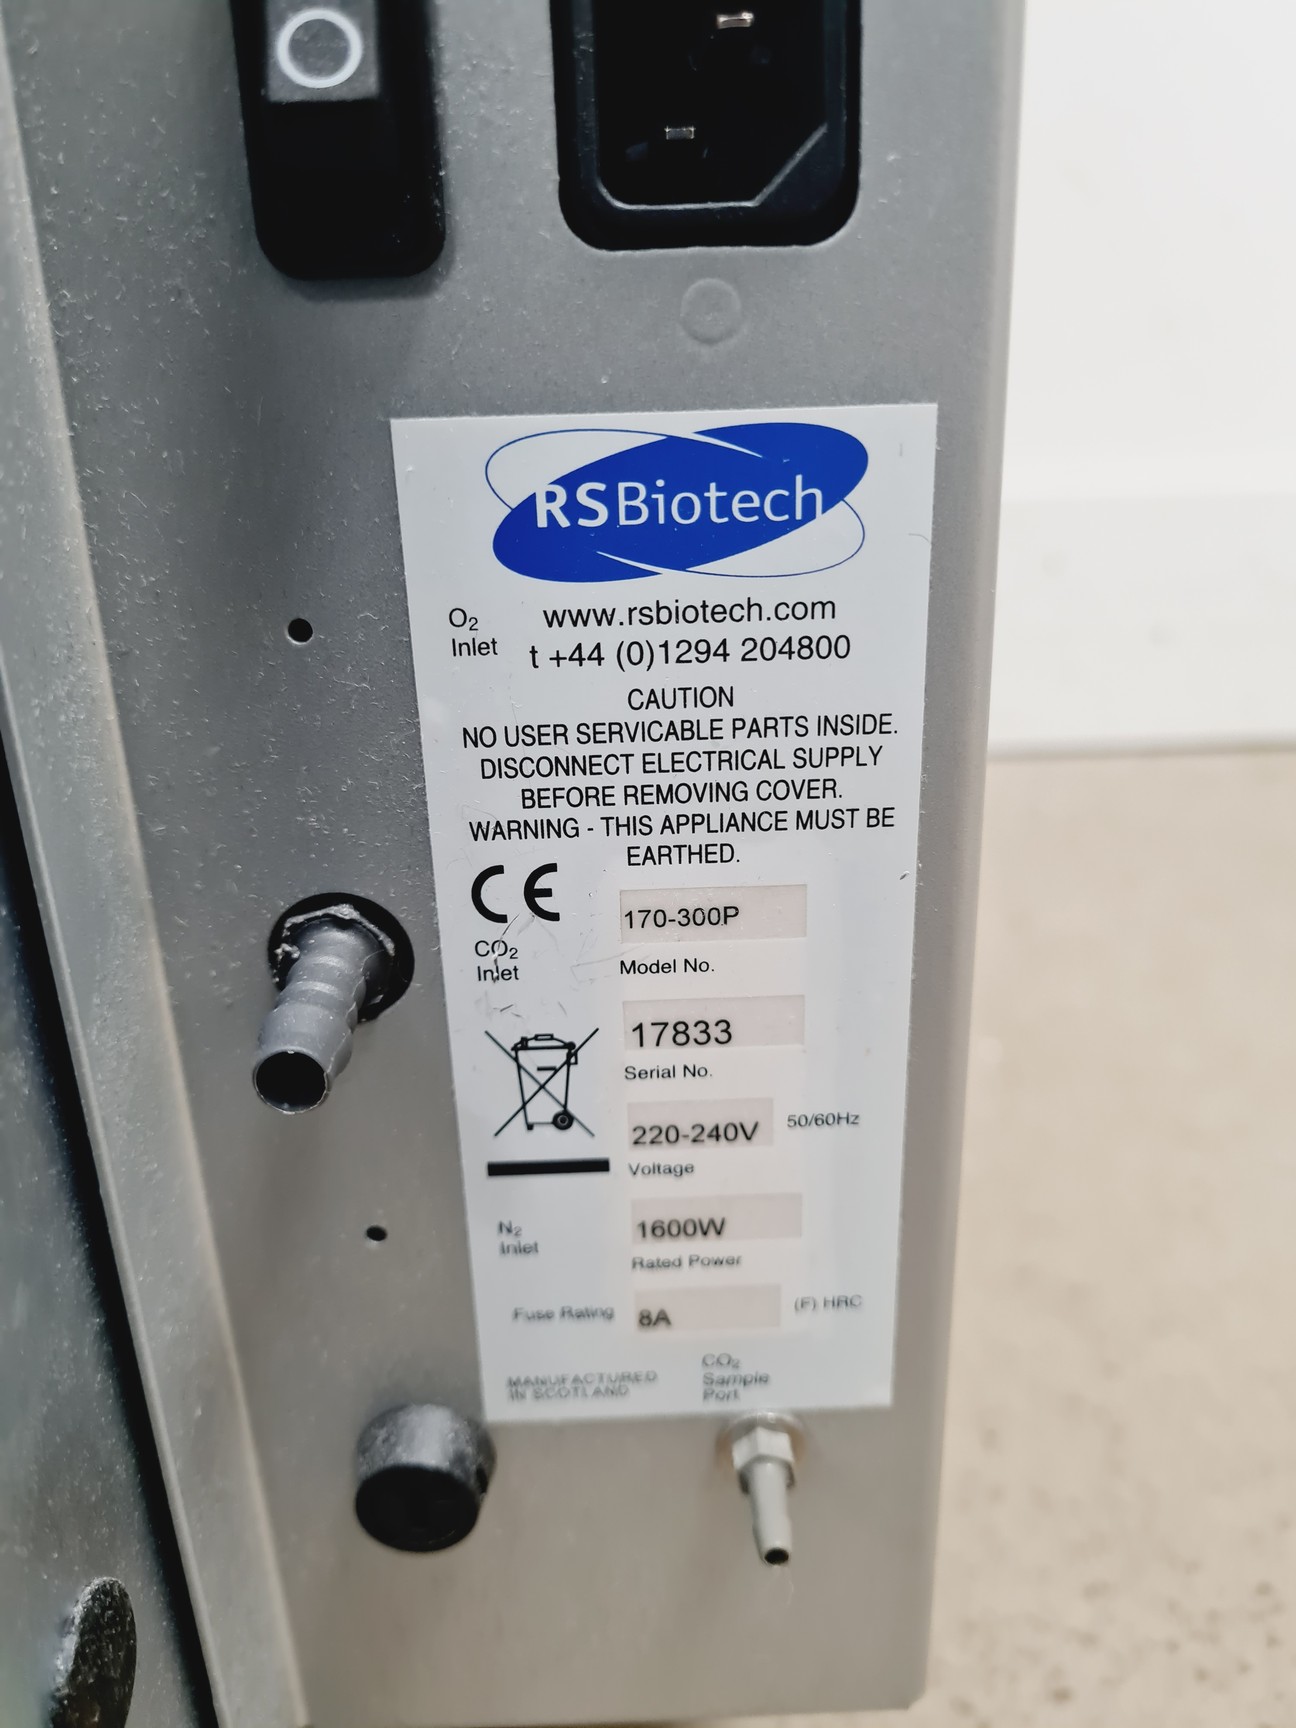 RSBiotech
O2 Inlet
www.rsbiotech.com
t +44 (0)1294 204800
CAUTION
NO USER SERVICABLE PARTS INSIDE.
DISCONNECT ELECTRICAL SUPPLY
BEFORE REMOVING COVER.
WARNING - THIS APPLIANCE MUST BE
EARTHED.
CE
CO2
Inlet
170-300P
Model No.
17833
Serial No.
220-240V 50/60Hz
Voltage
N2
Inlet
1600W
Rated Power
Fuse Rating 8A (F) HRC
MANUFACTURED
IN SCOTLAND
CO2
Sample
Port